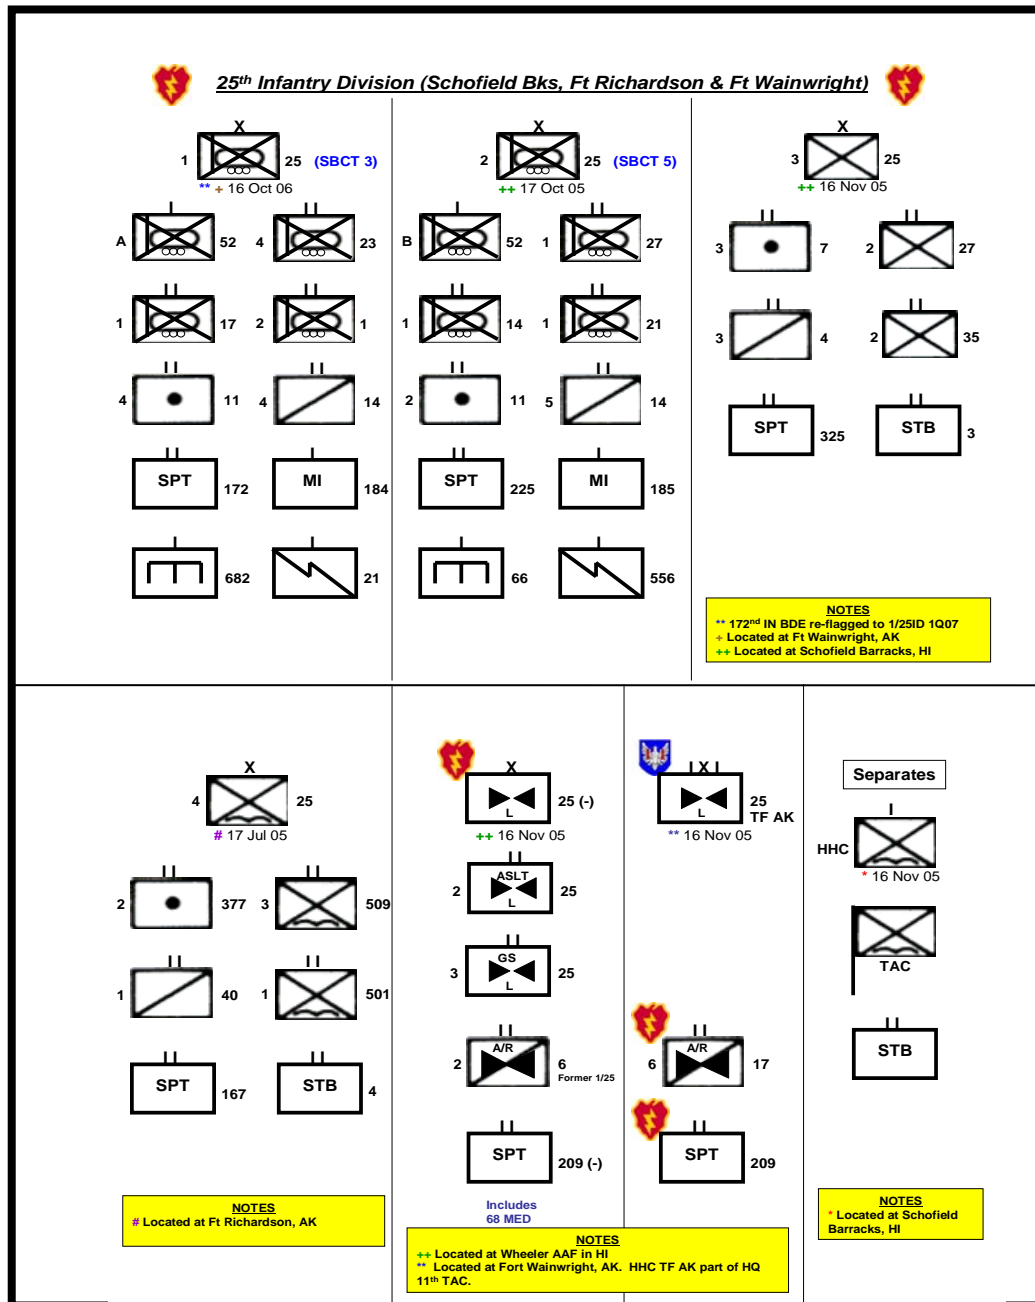 25th Infantry Division (Schofield Bks, Ft Richardson & Ft Wainwright)
X
1 25 (SBCT 3)
** + 16 Oct 06
I I I
A 52 4 23
I I I I
1 17 2 1
I I I I
4 11 4 14
I I I
SPT 172 MI 184
I I
682 21
X
2 25 (SBCT 5)
++ 17 Oct 05
I I I
B 52 1 27
I I I I
1 14 1 21
I I I I
2 11 5 14
I I I
SPT 225 MI 185
I I
66 556
X
3 25
++ 16 Nov 05
I I I I
3 7 2 27
I I I I
3 4 2 35
I I I I
SPT 325 STB 3
NOTES
** 172nd IN BDE re-flagged to 1/25ID 1Q07
+ Located at Ft Wainwright, AK
++ Located at Schofield Barracks, HI
X
4 25
# 17 Jul 05
I I I I
2 377 3 509
I I I I
1 40 1 501
I I I I
SPT 167 STB 4
NOTES
# Located at Ft Richardson, AK
X
L
25 (-)
++ 16 Nov 05
I I
ASLT
2 25
L
I I
GS
3 25
L
I I
A/R
2 6
Former 1/25
I I
SPT
209 (-)
Includes
68 MED
I X I
L
25
TF AK
** 16 Nov 05
I I
A/R
6 17
I I
SPT
209
NOTES
++ Located at Wheeler AAF in HI
** Located at Fort Wainwright, AK. HHC TF AK part of HQ
11th TAC.
Separates
I
HHC
* 16 Nov 05
TAC
I I
STB
NOTES
* Located at Schofield
Barracks, HI